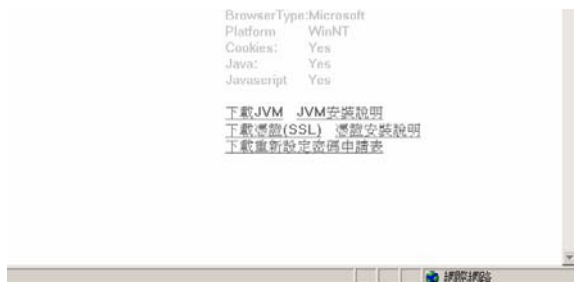 BrowserType:Microsoft
Platform WinNT
Cookies: Yes
Java: Yes
Javascript Yes
下載JVM JVM安裝說明
下載憑證(SSL) 憑證安裝說明
下載重新設定密碼申請表
網際網路